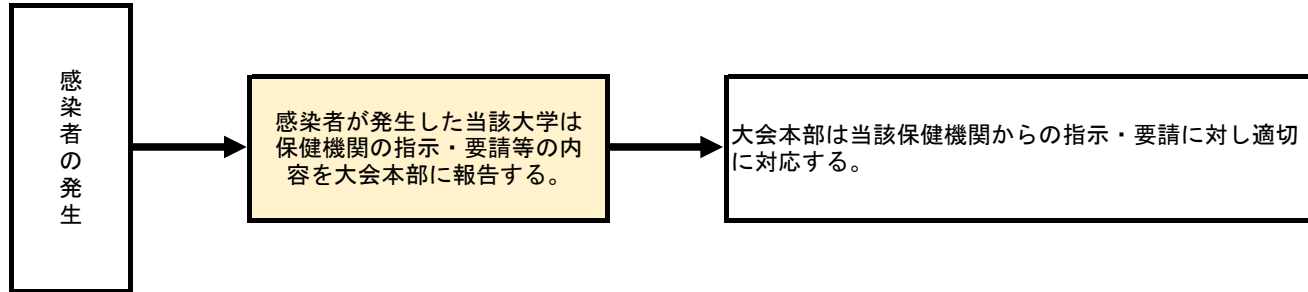 感染者の発生
感染者が発生した当該大学は
保健機関の指示・要請等の内
容を大会本部に報告する。
大会本部は当該保健機関からの指示・要請に対し適切
に対応する。